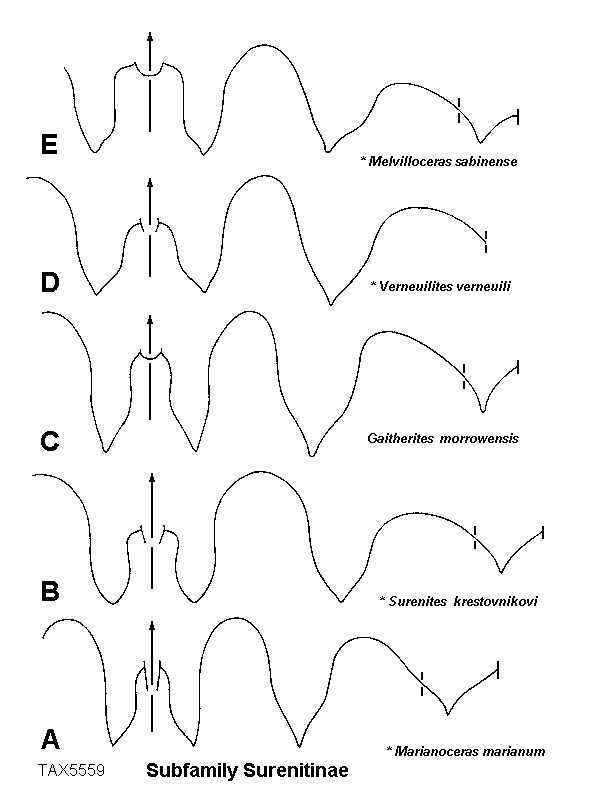 E
* Melvilloceras sabinense
D
* Verneuilites verneuili
C
Gaitherites morrowensis
B
* Surenites krestovnikovi
A
* Marianoceras marianum
TAX5559 Subfamily Surenitinae